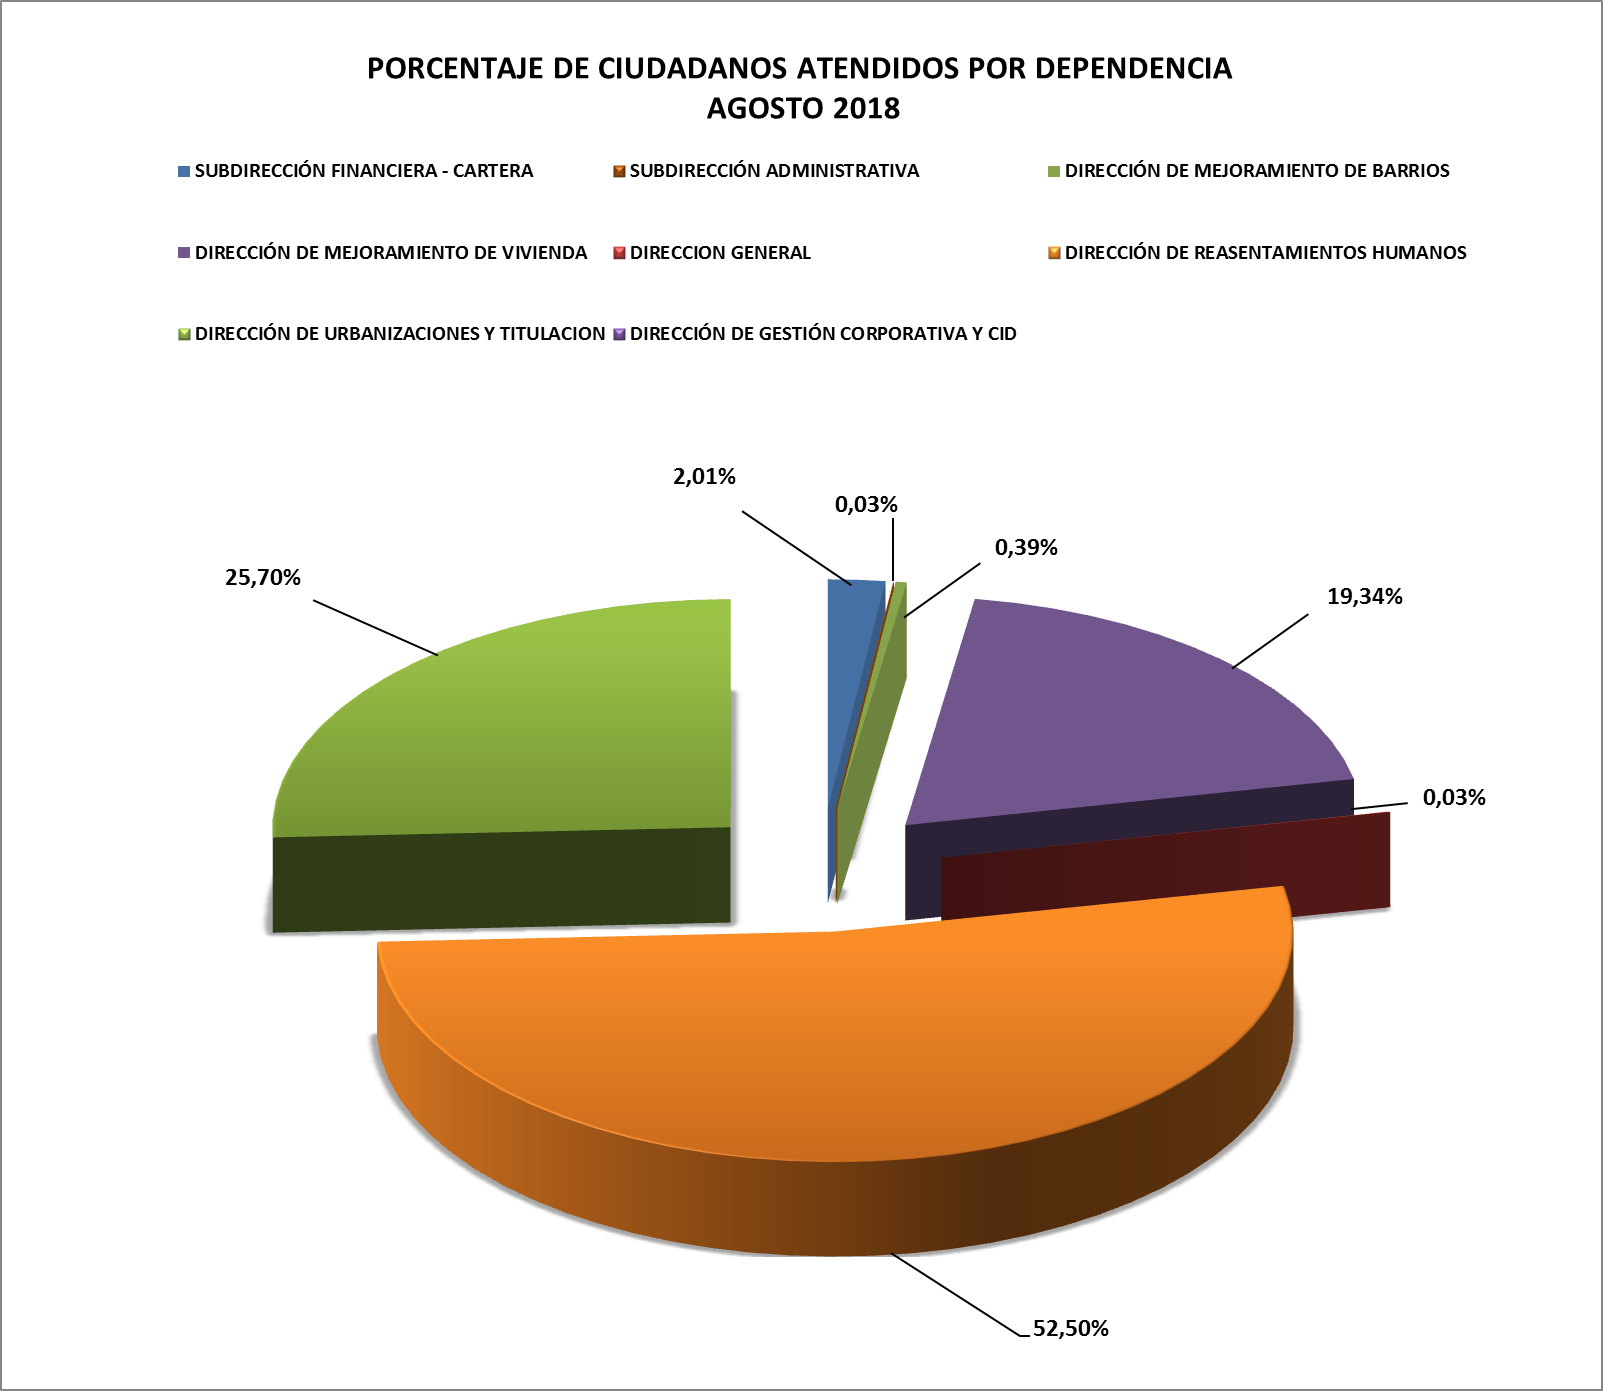 PORCENTAJE DE CIUDADANOS ATENDIDOS POR DEPENDENCIA
AGOSTO 2018
SUBDIRECCIÓN FINANCIERA - CARTERA
SUBDIRECCIÓN ADMINISTRATIVA
DIRECCIÓN DE MEJORAMIENTO DE BARRIOS
DIRECCIÓN DE MEJORAMIENTO DE VIVIENDA
DIRECCION GENERAL
DIRECCIÓN DE REASENTAMIENTOS HUMANOS
DIRECCIÓN DE URBANIZACIONES Y TITULACION
DIRECCIÓN DE GESTIÓN CORPORATIVA Y CID
2,01%
0,03%
0,39%
25,70%
19,34%
0,03%
52,50%